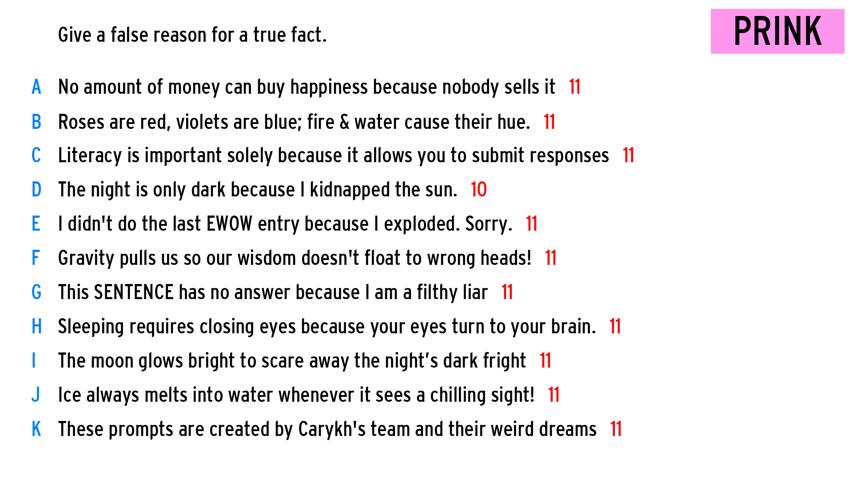 Give a false reason for a true fact.
PRINK
A No amount of money can buy happiness because nobody sells it 11
B Roses are red, violets are blue; fire & water cause their hue. 11
C Literacy is important solely because it allows you to submit responses 11
D The night is only dark because I kidnapped the sun. 10
E I didn't do the last EWOW entry because I exploded. Sorry. 11
F Gravity pulls us so our wisdom doesn't float to wrong heads! 11
G This SENTENCE has no answer because I am a filthy liar 11
H Sleeping requires closing eyes because your eyes turn to your brain. 11
I The moon glows bright to scare away the night’s dark fright 11
J Ice always melts into water whenever it sees a chilling sight! 11
K These prompts are created by Carykh's team and their weird dreams 11